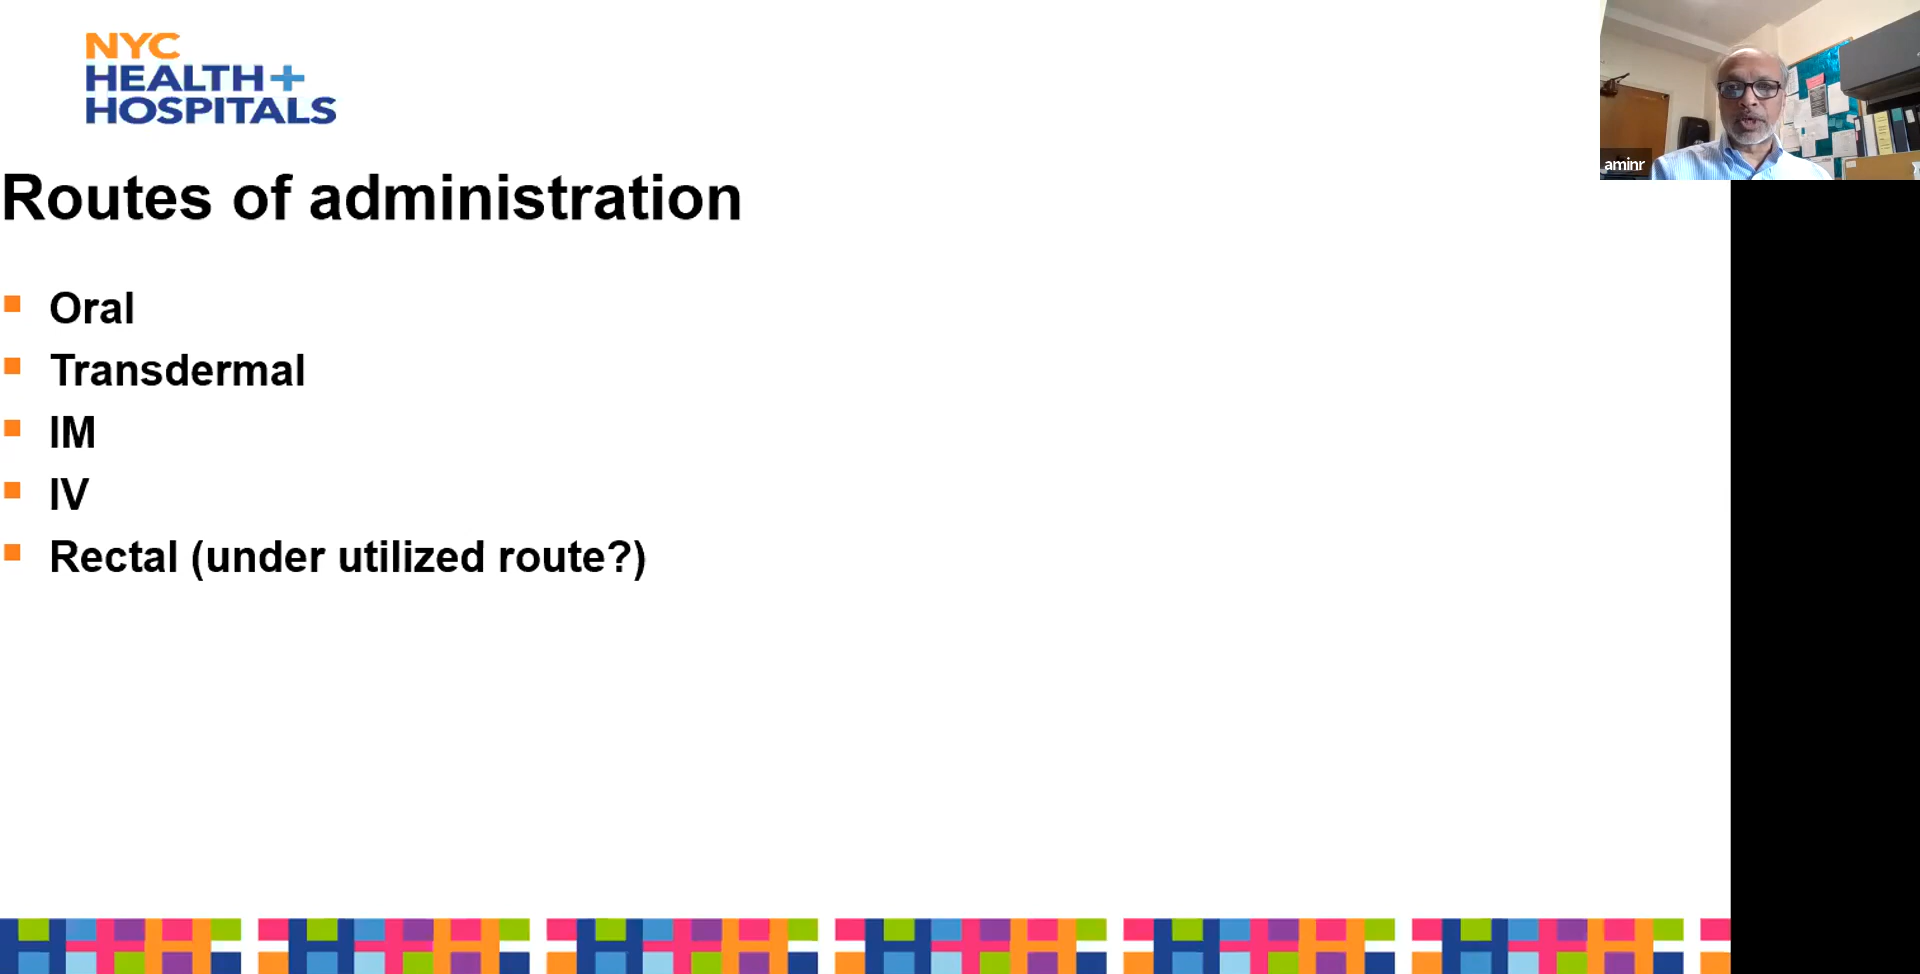 NYC
HEALTH+
HOSPITALS
aminr
Routes of administration
Oral
Transdermal
IM
IV
Rectal (under utilized route?)